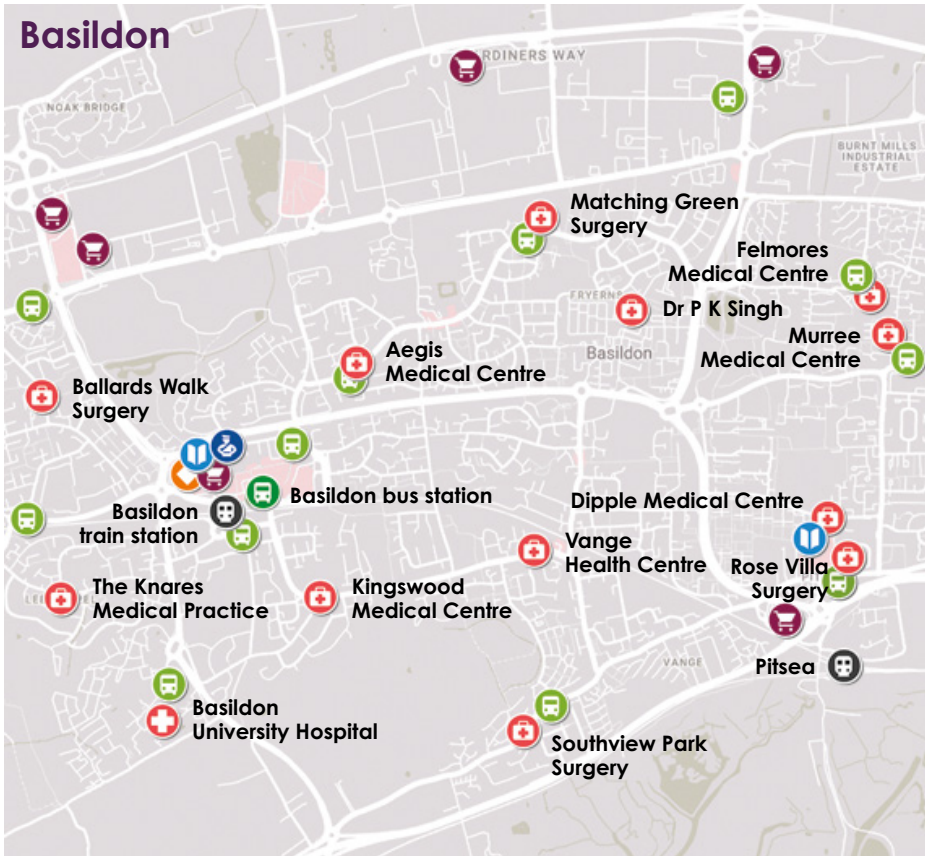 Basildon
RDINERS WAY
NOAK BRIDGE
BURNT MILLS
INDUSTRIAL
ESTATE
Matching Green
Surgery
Felmores
Medical Centre
FRYERNS
Dr P K Singh
Murree
Medical Centre
Basildon
Aegis
Medical Centre
Ballards Walk
Surgery
Basildon bus station
Dipple Medical Centre
Basildon
train station
Vange
Health Centre
Rose Villa
Surgery
The Knares
Medical Practice
Kingswood
Medical Centre
VANGE
Pitsea
Basildon
University Hospital
Southview Park
Surgery